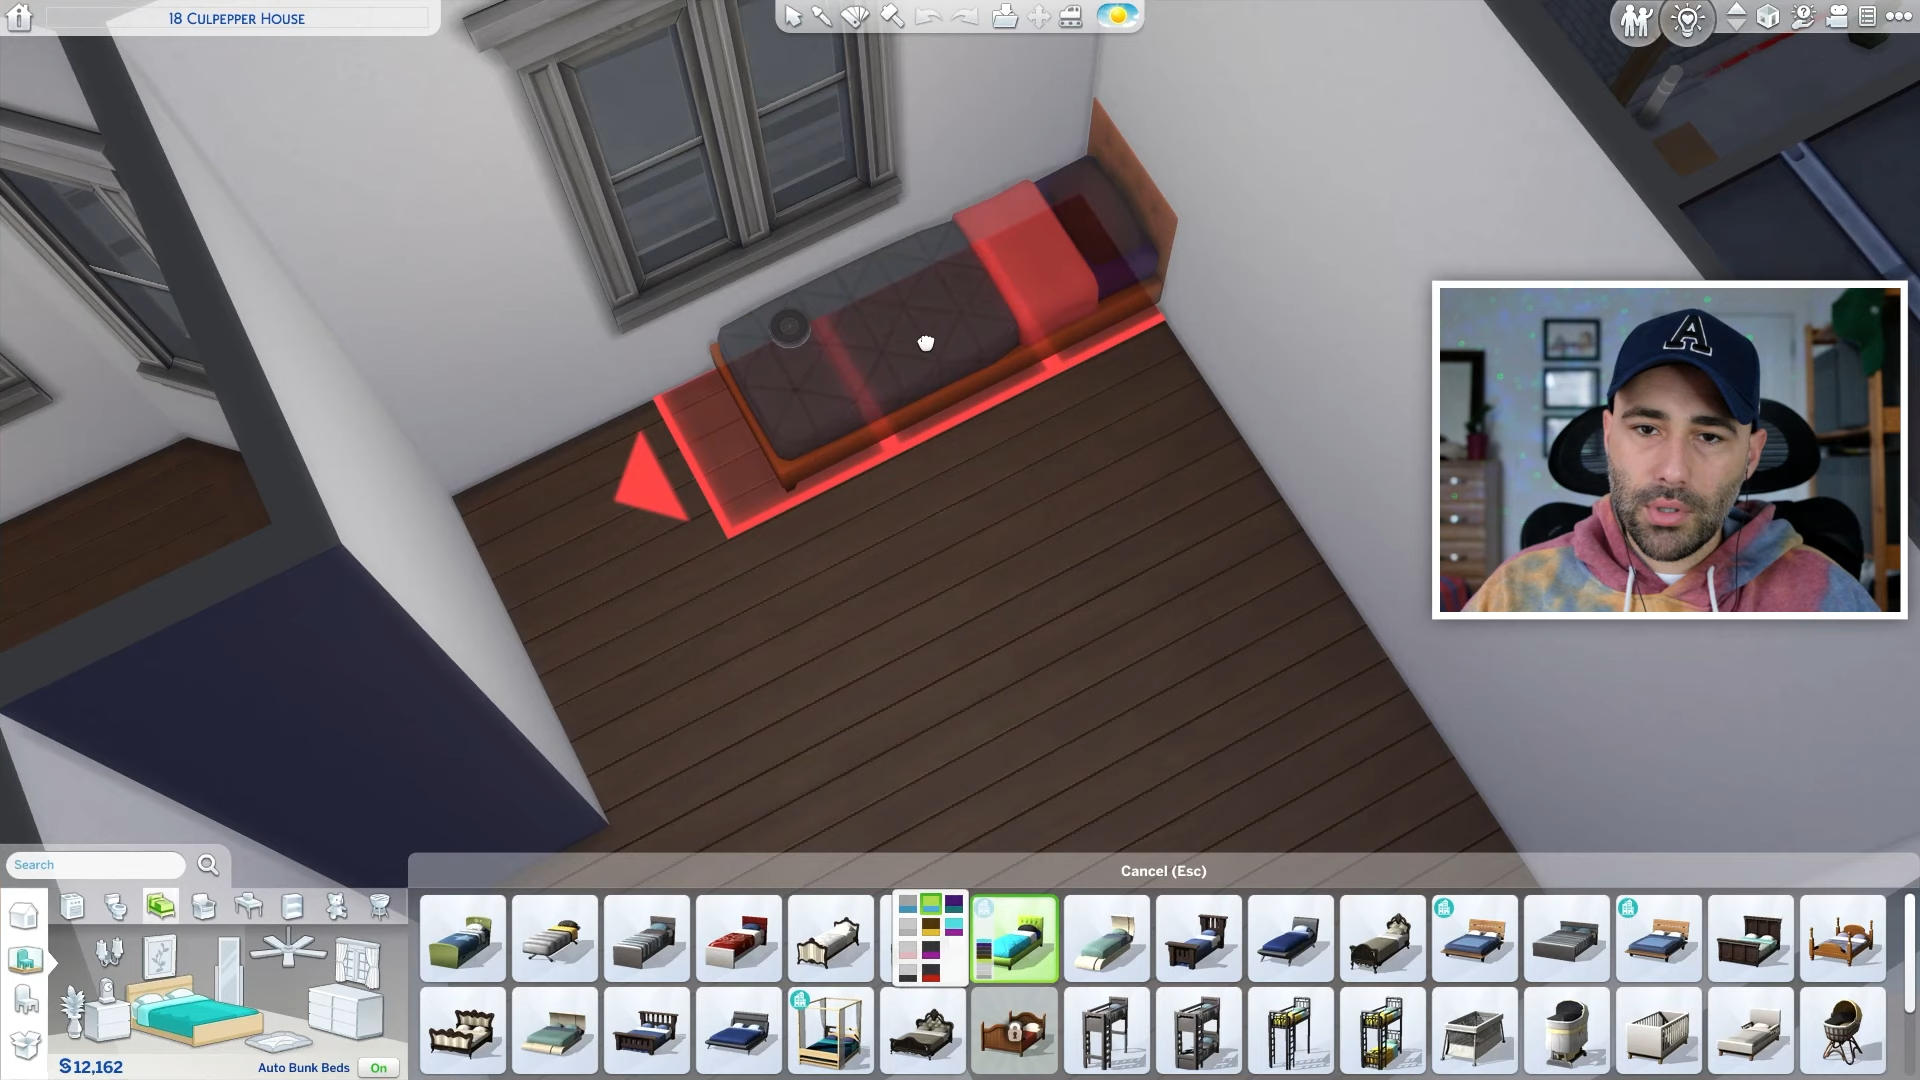 18 Culpepper House
A
Search
Cancel (Esc)
§12,162
Auto Bunk Beds
On